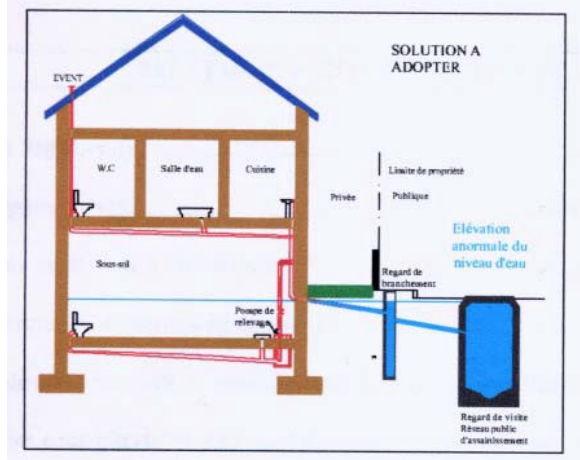 SOLUTION A
ADOPTER
EVENT
W.C
Salle d'eau
Cuisine
Limite de propriété
Privée
Publique
Elévation
anormale du
niveau d'eau
Sous-sol
Regard de
branchement
Pompe de
relevage
Regard de visite
Réseau public
d'assainissement